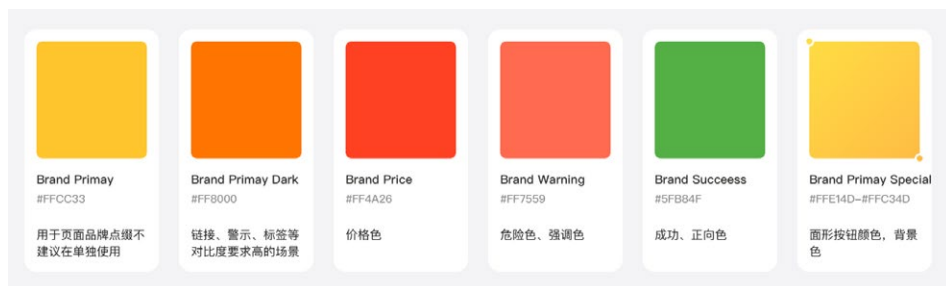 Brand Primay
#FFCC33
用于页面品牌点缀不
建议在单独使用
Brand Primay Dark
#FF8000
链接、警示、标签等
对比度要求高的场景
Brand Price
#FF4A26
价格色
Brand Warning
#FF7559
危险色、强调色
Brand Succeess
#5FB84F
成功、正向色
Brand Primay Special
#FFE14D–#FFC34D
面形按钮颜色，背景
色